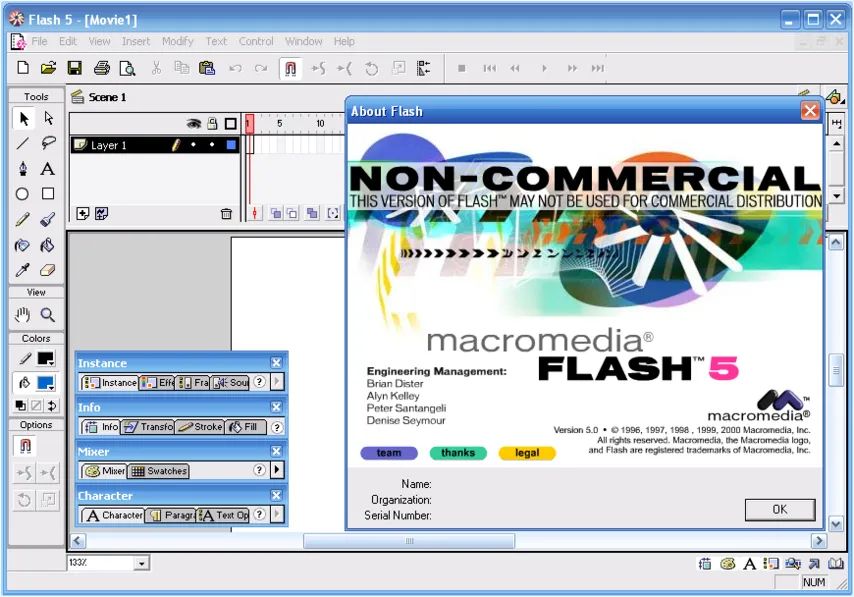 Flash 5 - [Movie1]
File Edit View Insert Modify Text Control Window Help
Tools
Scene 1
About Flash
1 5 10
Layer 1
NON-COMMERCIAL
THIS VERSION OF FLASH™ MAY NOT BE USED FOR COMMERCIAL DISTRIBUTION
View
Colors
Options
macromedia®
FLASH™ 5
Engineering Management:
Brian Dister
Alyn Kelley
Peter Santangeli
Denise Seymour
macromedia®
Version 5.0 • © 1996, 1997, 1998 , 1999, 2000 Macromedia, Inc.
All rights reserved. Macromedia, the Macromedia logo,
and Flash are registered trademarks of Macromedia, Inc.
team thanks legal
Name:
Organization:
Serial Number:
OK
Instance
Instance Effe Fra Soun
Info
Info Transfo Stroke Fill
Mixer
Mixer Swatches
Character
Character Paragra Text Op
133%
NUM